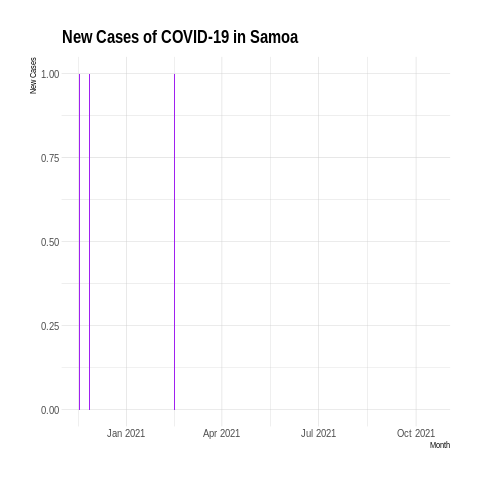 New Cases of COVID-19 in Samoa
New Cases
1.00
0.75
0.50
0.25
0.00
Jan 2021 Apr 2021 Jul 2021 Oct 2021
Month